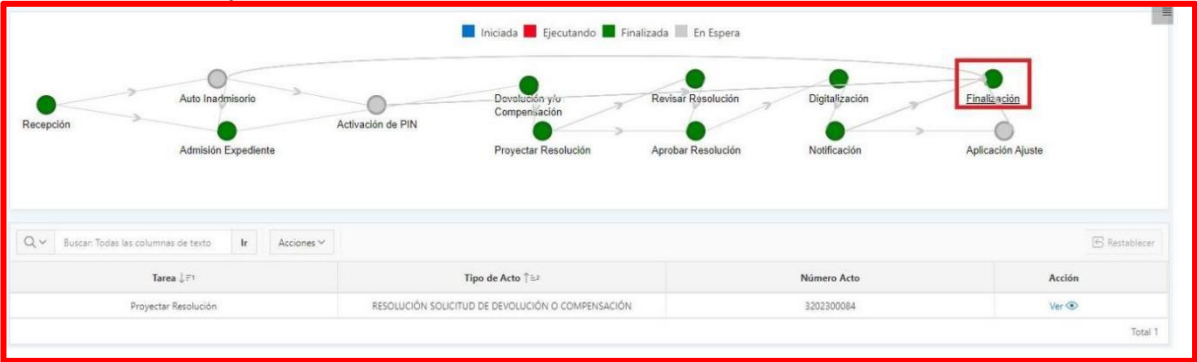 Iniciada Ejecutando Finalizada En Espera
Recepción
Auto Inadmisorio
Admisión Expediente
Activación de PIN
Devolución y/o
Compensación
Proyectar Resolución
Revisar Resolución
Aprobar Resolución
Digitalización
Notificación
Finalización
Aplicación Ajuste
Buscar: Todas las columnas de texto Ir Acciones Restablecer
Tarea Tipo de Acto Número Acto Acción
Proyectar Resolución RESOLUCIÓN SOLICITUD DE DEVOLUCIÓN O COMPENSACIÓN 3202300084 Ver
Total 1